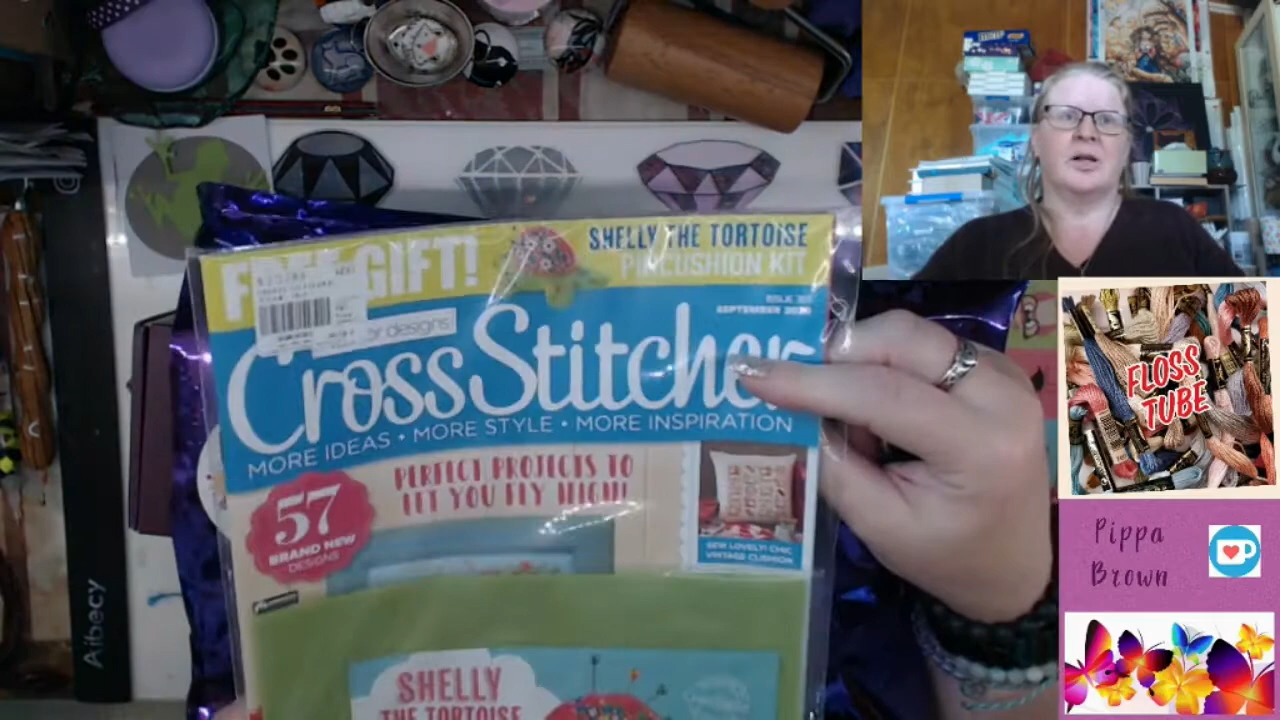 FREE GIFT!
SHELLY THE TORTOISE
PINCUSHION KIT
SEPTEMBER
designs
CrossStitcher
MORE IDEAS • MORE STYLE • MORE INSPIRATION
PERFECT PROJECTS TO
LET YOU FLY HIGH!
57
BRAND NEW
DESIGNS
SEW LOVELY! CHIC
VINTAGE CUSHION
SHELLY
THE TORTOISE
Aibecy
FLOSS
TUBE
Pippa
Brown